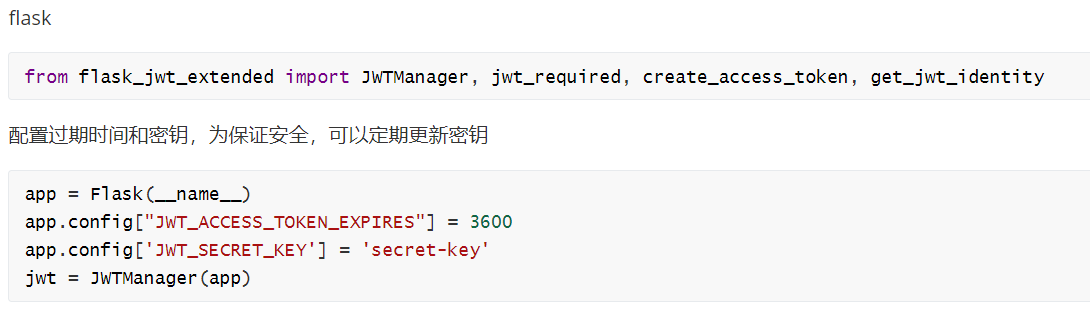 flask
from flask_jwt_extended import JWTManager, jwt_required, create_access_token, get_jwt_identity
配置过期时间和密钥，为保证安全，可以定期更新密钥
app = Flask(__name__)
app.config["JWT_ACCESS_TOKEN_EXPIRES"] = 3600
app.config['JWT_SECRET_KEY'] = 'secret-key'
jwt = JWTManager(app)